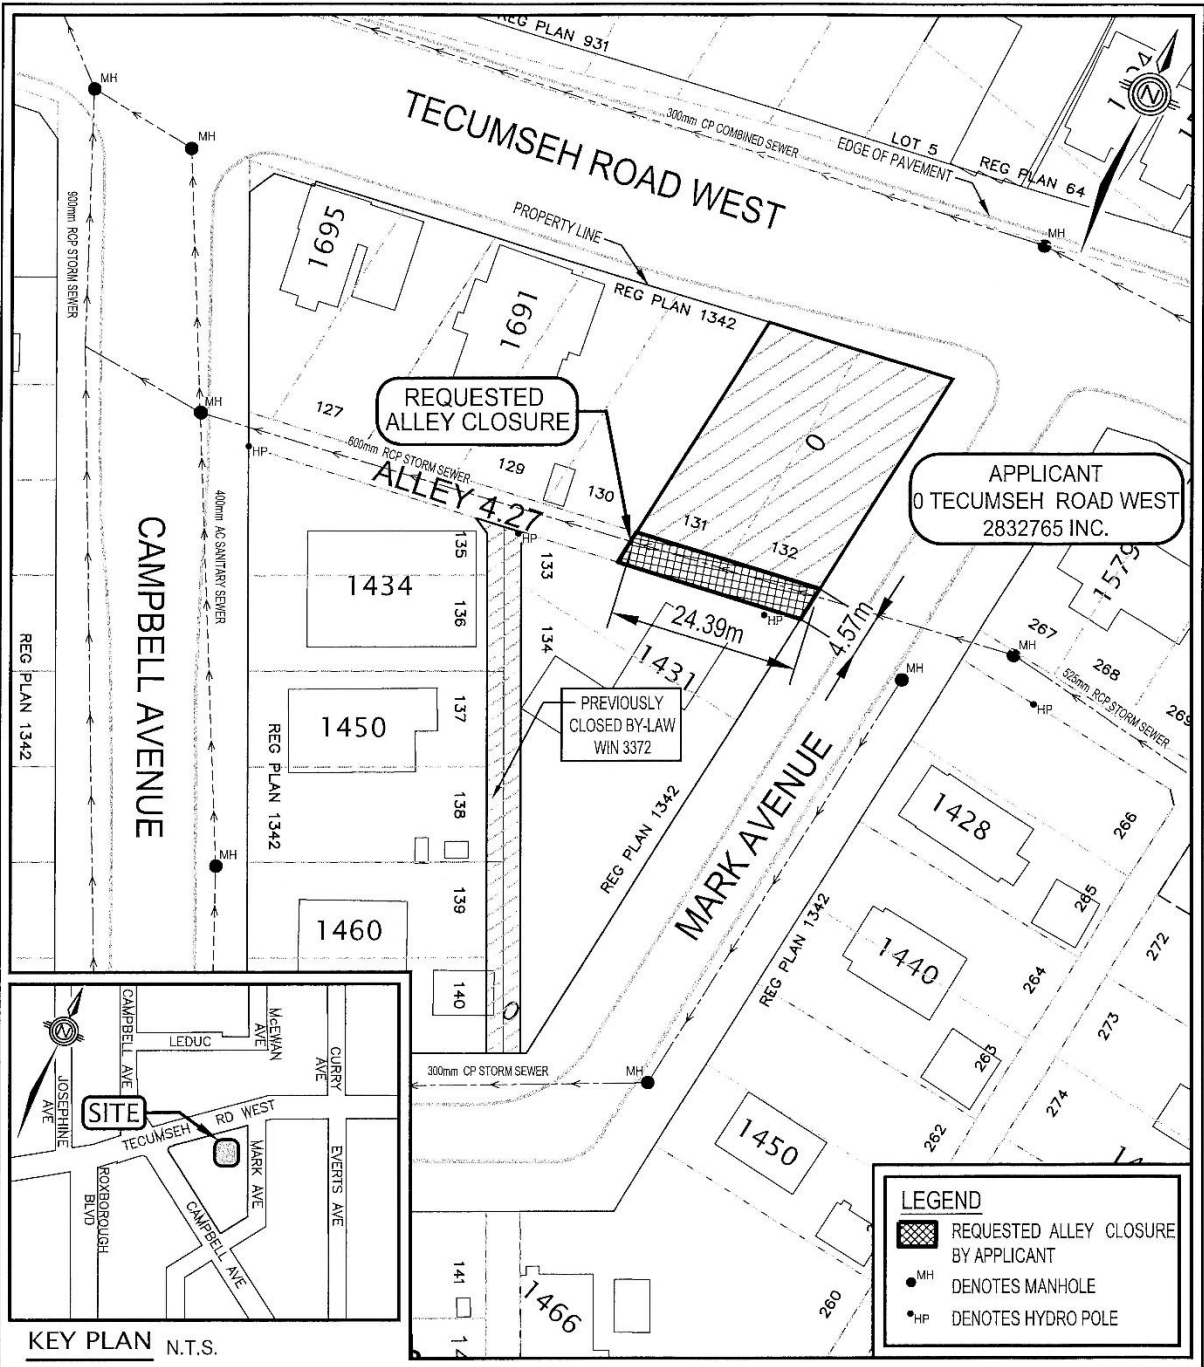 REG PLAN 931
MH
MH
TECUMSEH ROAD WEST
300mm CP COMBINED SEWER
LOT 5
EDGE OF PAVEMENT
REG PLAN 64
N
MH
900mm RCP STORM SEWER
1695
PROPERTY LINE
1691
REG PLAN 1342
REQUESTED
ALLEY CLOSURE
127
MH
HP
600mm RCP STORM SEWER
129
130
ALLEY 4.27
HP
131
132
0
APPLICANT
0 TECUMSEH ROAD WEST
2832765 INC.
1579
400mm AC SANITARY SEWER
CAMPBELL AVENUE
REG PLAN 1342
REG PLAN 1342
1434
135
136
133
134
24.39m
4.57m
HP
1431
MH
MH
267
268
269
525mm RCP STORM SEWER
HP
PREVIOUSLY
CLOSED BY-LAW
WIN 3372
1450
137
138
139
140
0
MH
1460
REG PLAN 1342
MARK AVENUE
REG PLAN 1342
1428
266
265
1440
264
272
263
273
274
262
1450
260
300mm CP STORM SEWER
MH
141
1466
N
CAMPBELL AVE
LEDUC
McEWAN AVE
CURRY AVE
JOSEPHINE AVE
SITE
TECUMSEH RD WEST
MARK AVE
EVERTS AVE
ROXBOROUGH BLVD
CAMPBELL AVE
KEY PLAN N.T.S.
LEGEND
REQUESTED ALLEY CLOSURE
BY APPLICANT
MH DENOTES MANHOLE
HP DENOTES HYDRO POLE